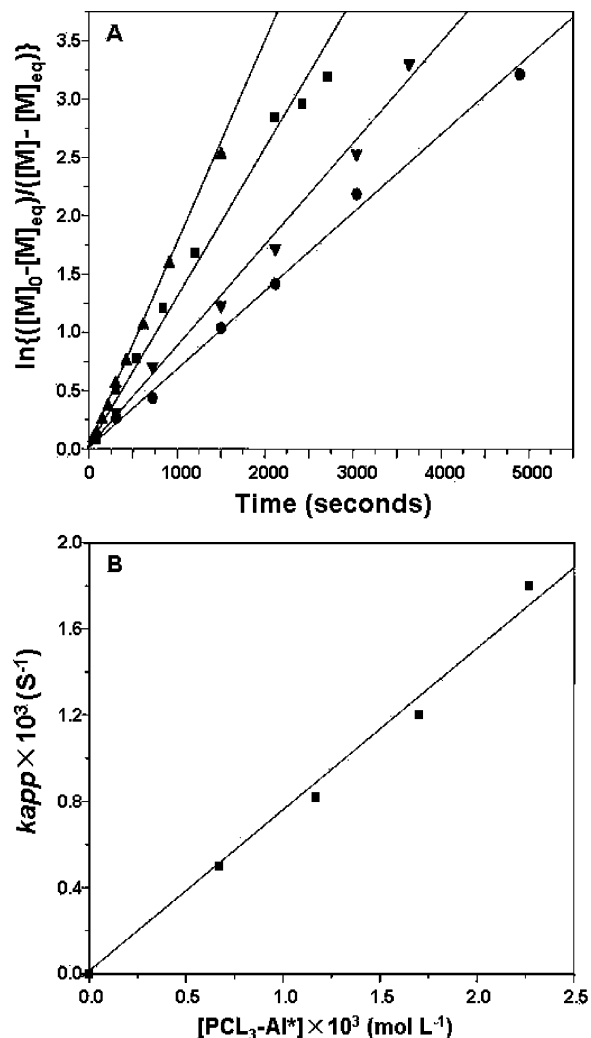 A
ln{([M]0-[M]eq)/([M]- [M]eq)}
3.5
3.0
2.5
2.0
1.5
1.0
0.5
0.0
0 1000 2000 3000 4000 5000
Time (seconds)
B
kapp×10³ (S⁻¹)
2.0
1.6
1.2
0.8
0.4
0.0
0.0 0.5 1.0 1.5 2.0 2.5
[PCL₃-Al*]×10³ (mol L⁻¹)